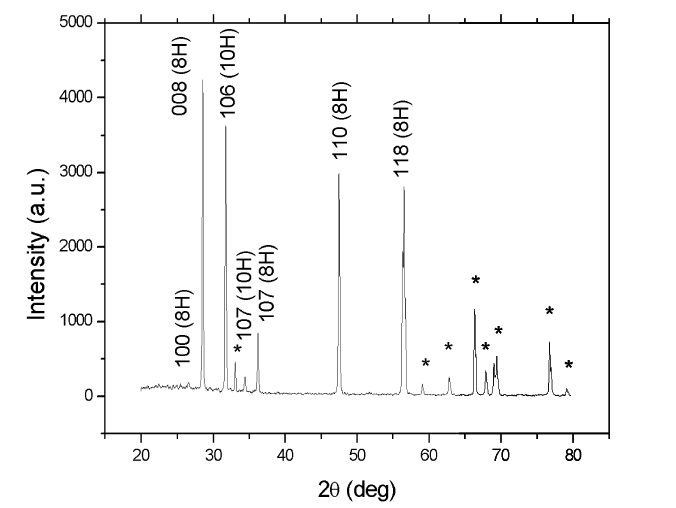 5000
4000
3000
2000
1000
0
Intensity (a.u.)
100 (8H)
008 (8H)
106 (10H)
*
107 (10H)
107 (8H)
110 (8H)
118 (8H)
*
*
*
*
*
*
*
20
30
40
50
60
70
80
2θ (deg)